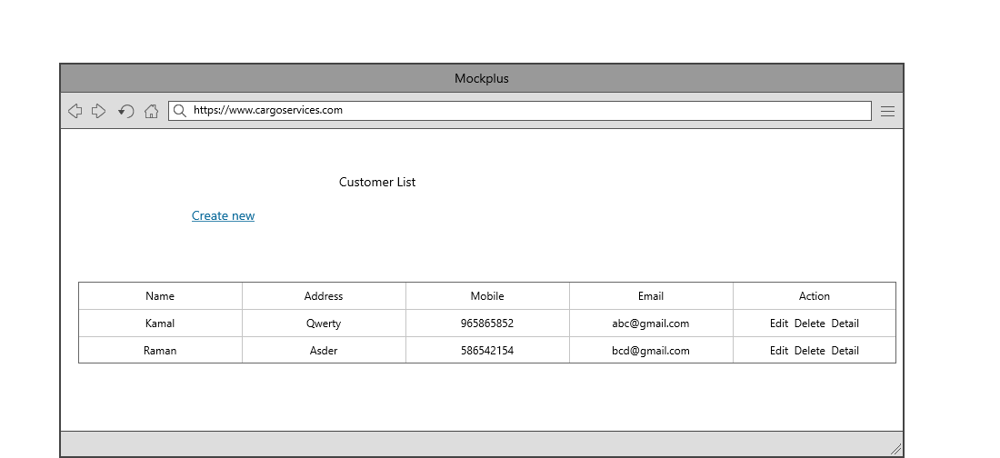 Mockplus
https://www.cargoservices.com
Customer List
Create new
Name Address Mobile Email Action
Kamal Qwerty 965865852 abc@gmail.com Edit Delete Detail
Raman Asder 586542154 bcd@gmail.com Edit Delete Detail